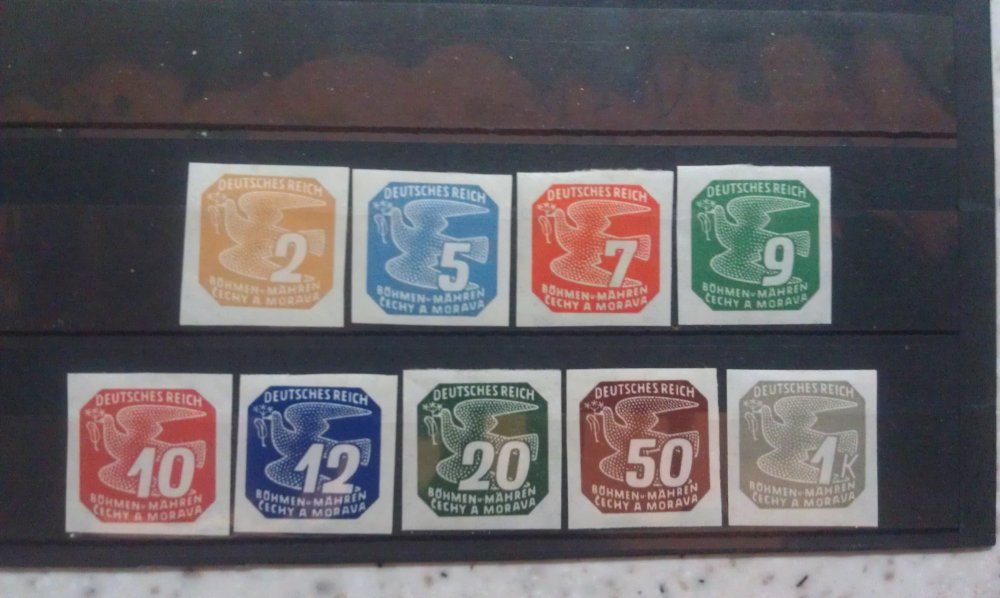 DEUTSCHES REICH
2
BÖHMEN u. MÄHREN
ČECHY A MORAVA
DEUTSCHES REICH
5
BÖHMEN u. MÄHREN
ČECHY A MORAVA
DEUTSCHES REICH
7
BÖHMEN u. MÄHREN
ČECHY A MORAVA
DEUTSCHES REICH
9
BÖHMEN u. MÄHREN
ČECHY A MORAVA
DEUTSCHES REICH
10
BÖHMEN u. MÄHREN
ČECHY A MORAVA
DEUTSCHES REICH
12
BÖHMEN u. MÄHREN
ČECHY A MORAVA
DEUTSCHES REICH
20
BÖHMEN u. MÄHREN
ČECHY A MORAVA
DEUTSCHES REICH
50
BÖHMEN u. MÄHREN
ČECHY A MORAVA
DEUTSCHES REICH
1 K
BÖHMEN u. MÄHREN
ČECHY A MORAVA